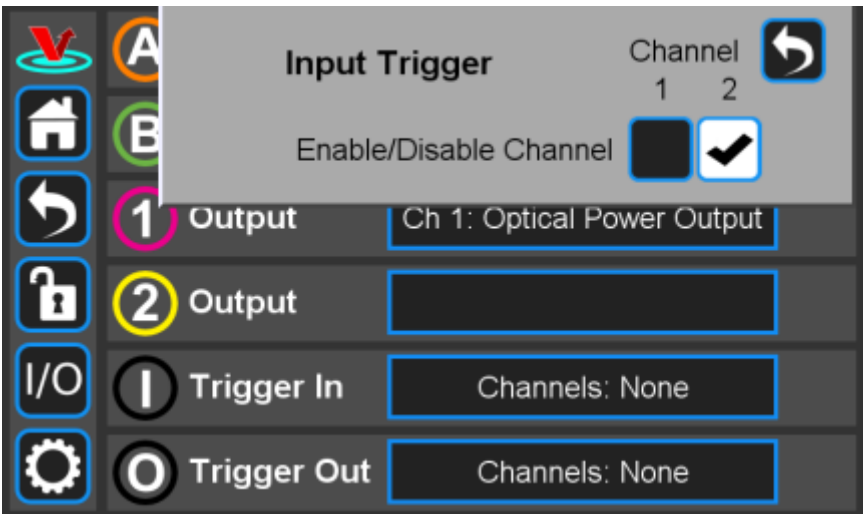 A
Input Trigger
Channel
1 2
B
Enable/Disable Channel
1 Output
Ch 1: Optical Power Output
2 Output
I/O
I Trigger In
Channels: None
O Trigger Out
Channels: None